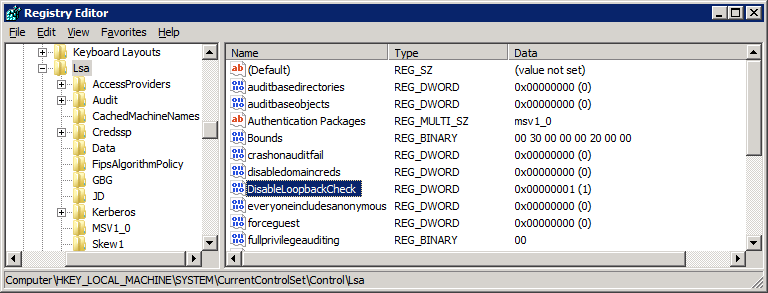 Registry Editor
File Edit View Favorites Help
Keyboard Layouts
Lsa
AccessProviders
Audit
CachedMachineNames
Credssp
Data
FipsAlgorithmPolicy
GBG
JD
Kerberos
MSV1_0
Skew1
Name Type Data
ab (Default) REG_SZ (value not set)
auditbasedirectories REG_DWORD 0x00000000 (0)
auditbaseobjects REG_DWORD 0x00000000 (0)
ab Authentication Packages REG_MULTI_SZ msv1_0
Bounds REG_BINARY 00 30 00 00 00 20 00 00
crashonauditfail REG_DWORD 0x00000000 (0)
disabledomaincreds REG_DWORD 0x00000000 (0)
DisableLoopbackCheck REG_DWORD 0x00000001 (1)
everyoneincludesanonymous REG_DWORD 0x00000000 (0)
forceguest REG_DWORD 0x00000000 (0)
fullprivilegeauditing REG_BINARY 00
Computer\HKEY_LOCAL_MACHINE\SYSTEM\CurrentControlSet\Control\Lsa